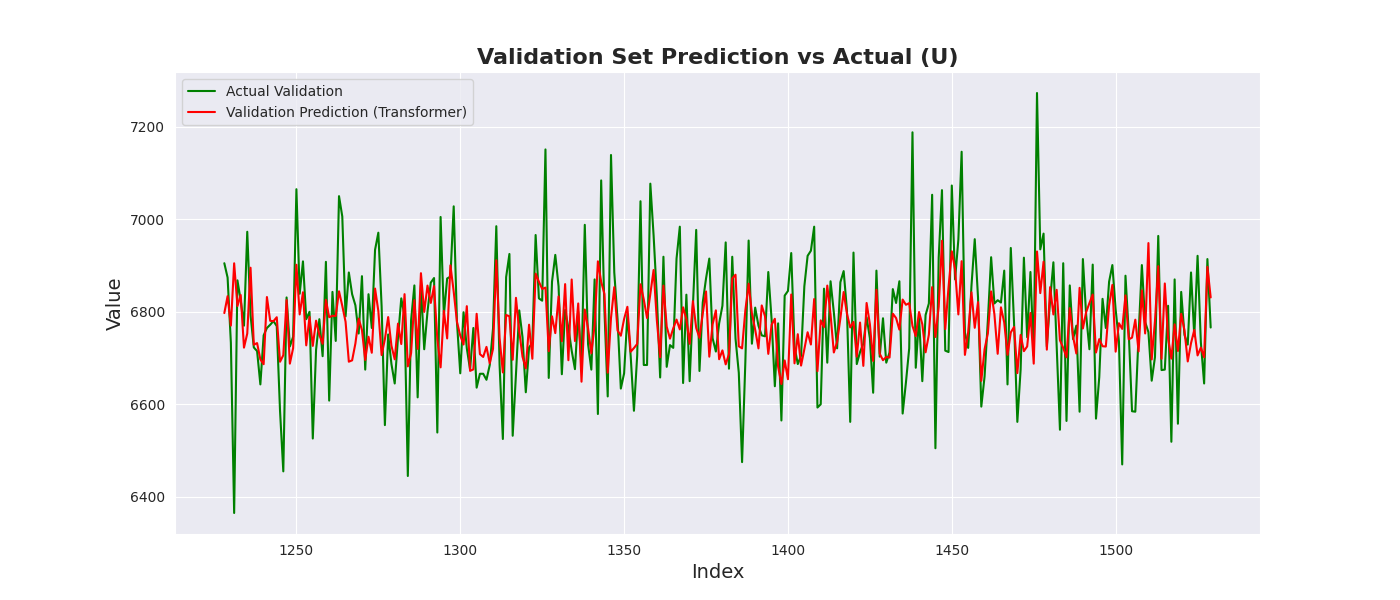 Validation Set Prediction vs Actual (U)
Actual Validation
Validation Prediction (Transformer)
7200
7000
6800
6600
6400
Value
1250 1300 1350 1400 1450 1500
Index